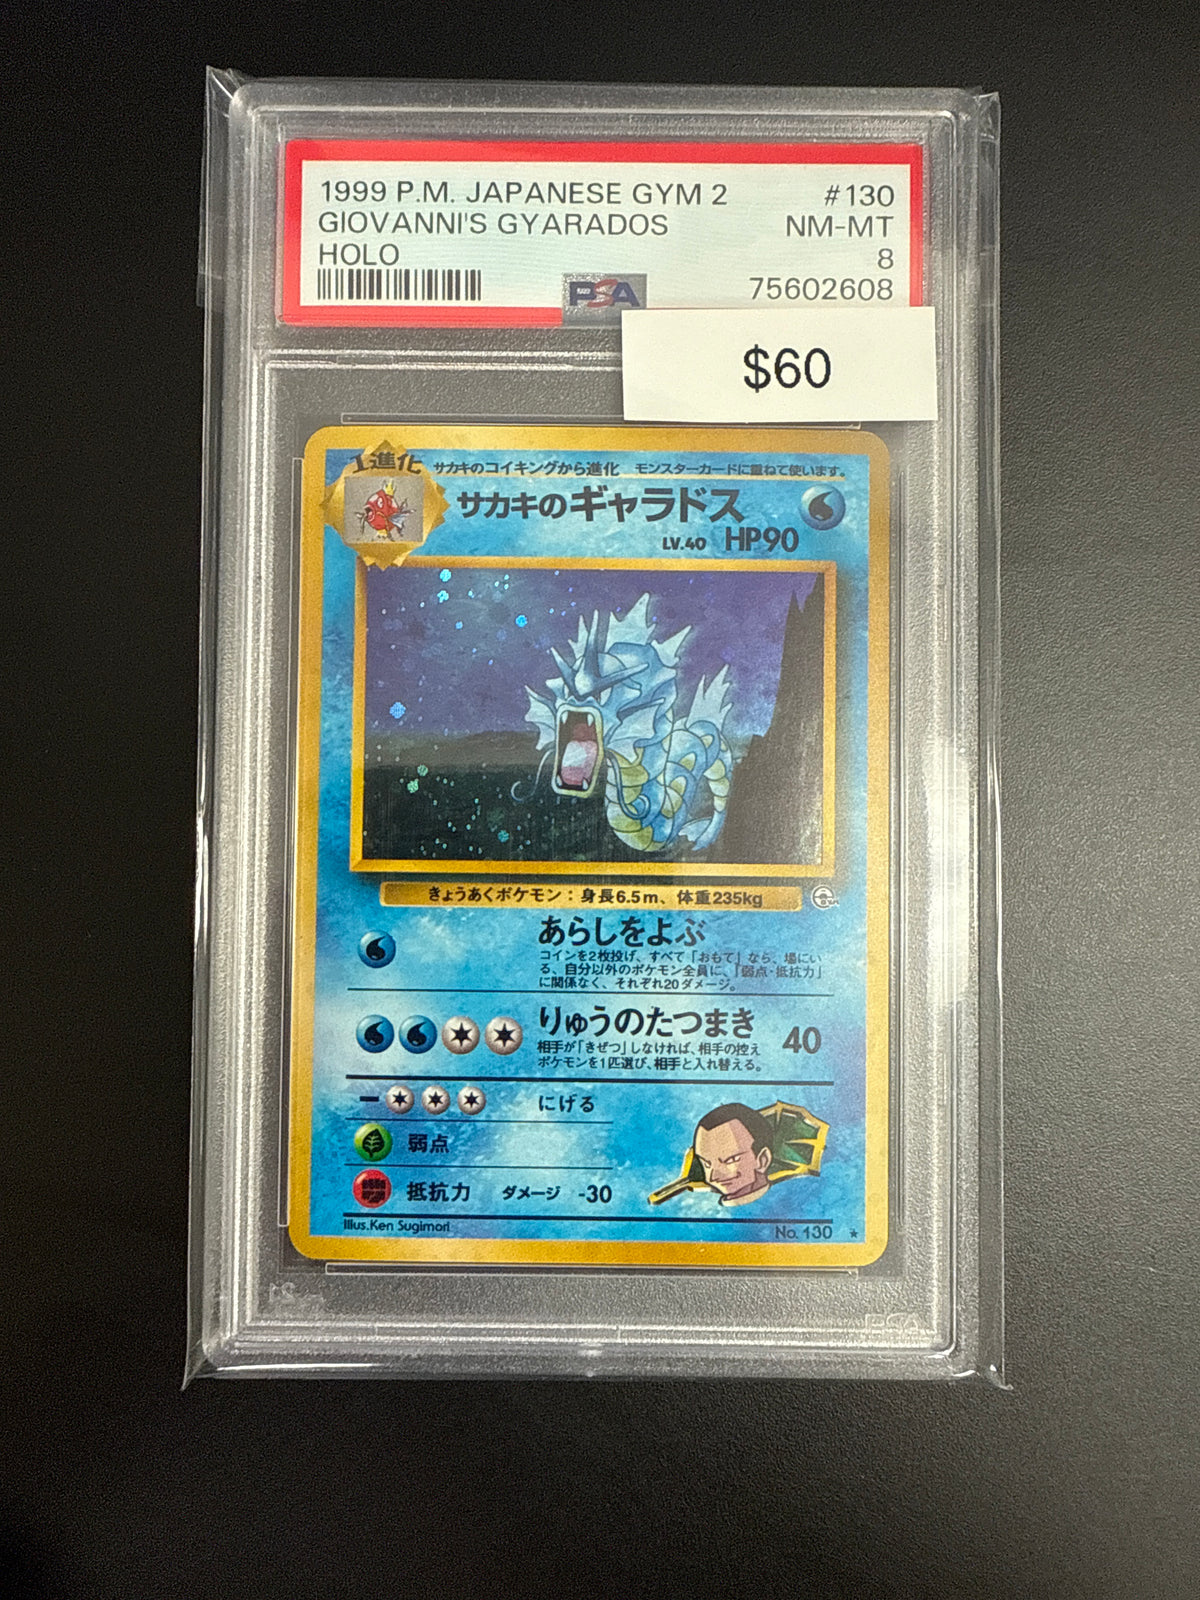 1999 P.M. JAPANESE GYM 2 #130
GIOVANNI'S GYARADOS NM-MT
HOLO 8
PSA 75602608
$60
1進化 サカキのコイキングから進化 モンスターカードに重ねて使います。
サカキのギャラドス
LV.40 HP90
きょうあくポケモン：身長6.5m、体重235kg
あらしをよぶ
コインを2枚投げ、すべて「おもて」なら、場にい
る、自分以外のポケモン全員に、『弱点・抵抗力』
に関係なく、それぞれ20ダメージ。
りゅうのたつまき 40
相手が「きぜつ」しなければ、相手の控え
ポケモンを1匹選び、相手と入れ替える。
にげる
弱点
抵抗力 ダメージ -30
Illus.Ken Sugimori
No. 130 ★
PSA